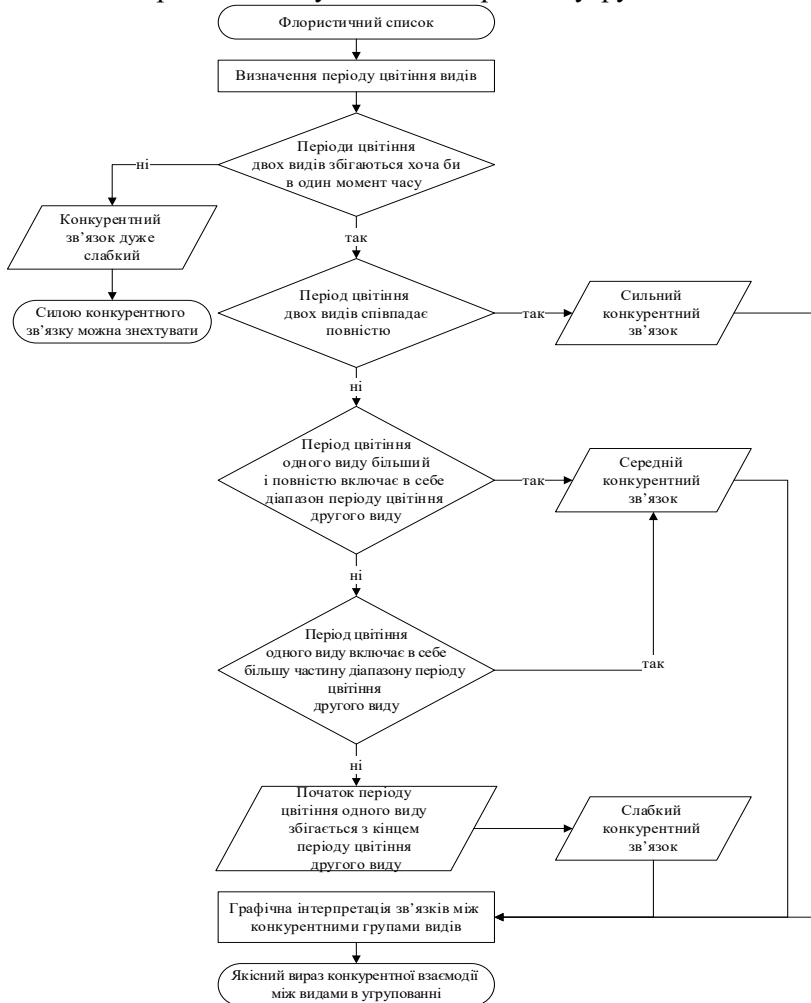 Флористичний список
Визначення періоду цвітіння видів
Періоди цвітіння
двох видів збігаються хоча би
в один момент часу
ні
Конкурентний
зв’язок дуже
слабкий
так
Силою конкурентного
зв’язку можна знехтувати
Період цвітіння
двох видів співпадає
повністю
так
Сильний
конкурентний
зв’язок
ні
Період цвітіння
одного виду більший
і повністю включає в себе
діапазон періоду цвітіння
другого виду
так
Середній
конкурентний
зв’язок
ні
Період цвітіння
одного виду включає в себе
більшу частину діапазону періоду
цвітіння
другого виду
так
ні
Початок періоду
цвітіння одного виду
збігається з кінцем
періоду цвітіння
другого виду
Слабкий
конкурентний
зв’язок
Графічна інтерпретація зв’язків між
конкурентними групами видів
Якісний вираз конкурентної взаємодії
між видами в угрупованні